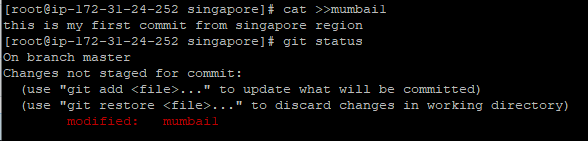 [root@ip-172-31-24-252 singapore]# cat >>mumbai1
this is my first commit from singapore region
[root@ip-172-31-24-252 singapore]# git status
On branch master
Changes not staged for commit:
  (use "git add <file>..." to update what will be committed)
  (use "git restore <file>..." to discard changes in working directory)
        modified:   mumbai1